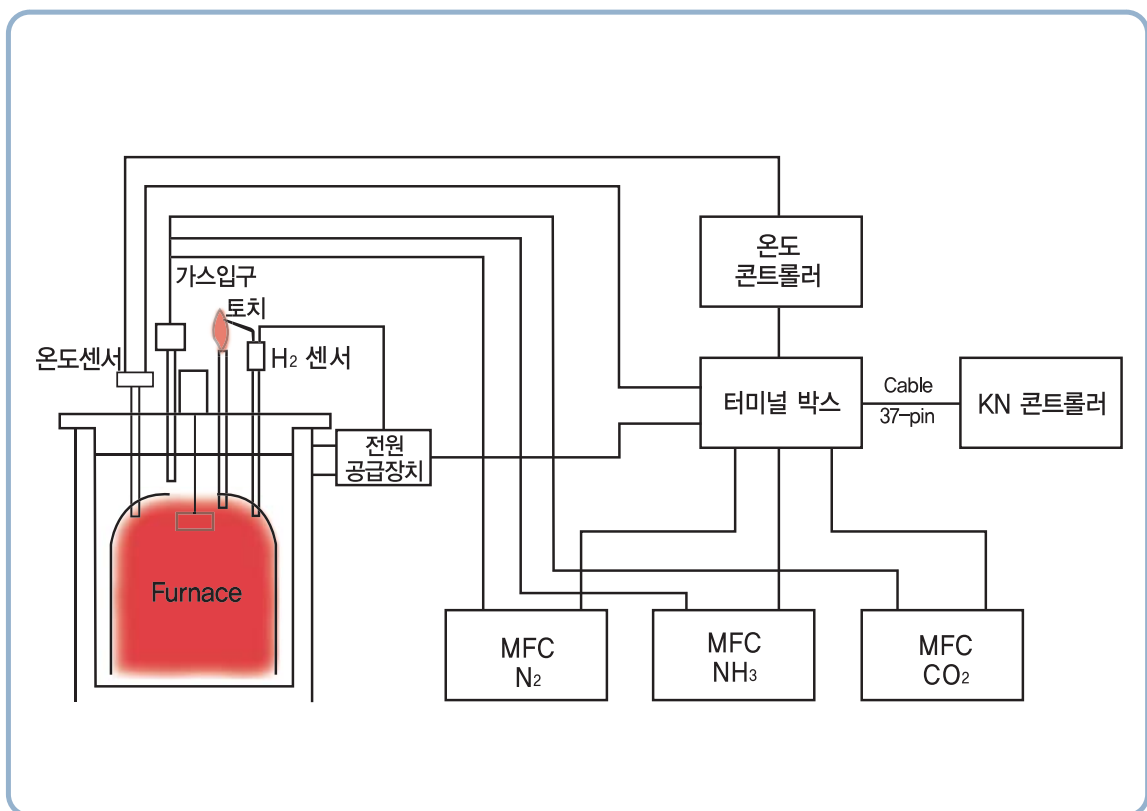 가스입구
토치
온도센서
H₂ 센서
전원
공급장치
Furnace
온도
콘트롤러
터미널 박스
Cable
37-pin
KN 콘트롤러
MFC
N₂
MFC
NH₃
MFC
CO₂